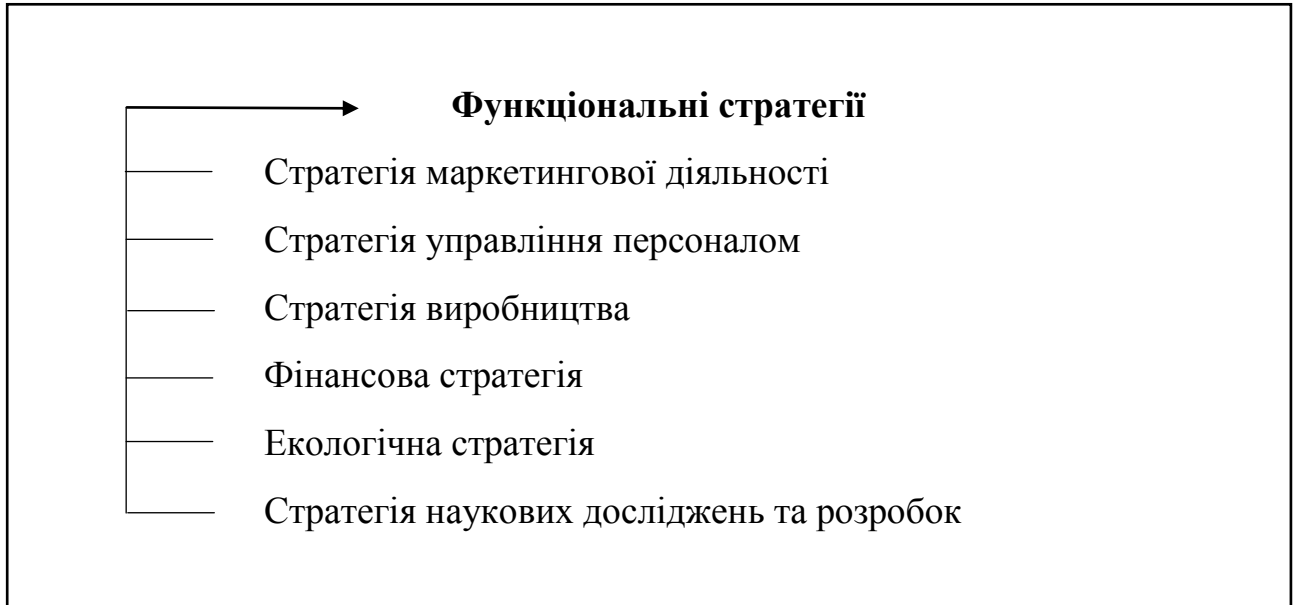 Функціональні стратегії
Стратегія маркетингової діяльності
Стратегія управління персоналом
Стратегія виробництва
Фінансова стратегія
Екологічна стратегія
Стратегія наукових досліджень та розробок